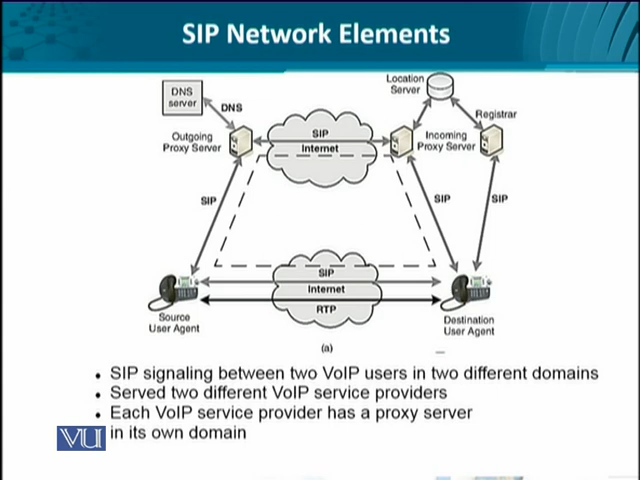 SIP Network Elements
DNS
server
DNS
Outgoing
Proxy Server
SIP
Internet
Location
Server
Incoming
Proxy Server
Registrar
SIP
SIP
SIP
SIP
Internet
RTP
Source
User Agent
Destination
User Agent
(a)
• SIP signaling between two VoIP users in two different domains
• Served two different VoIP service providers
• Each VoIP service provider has a proxy server
in its own domain
VU